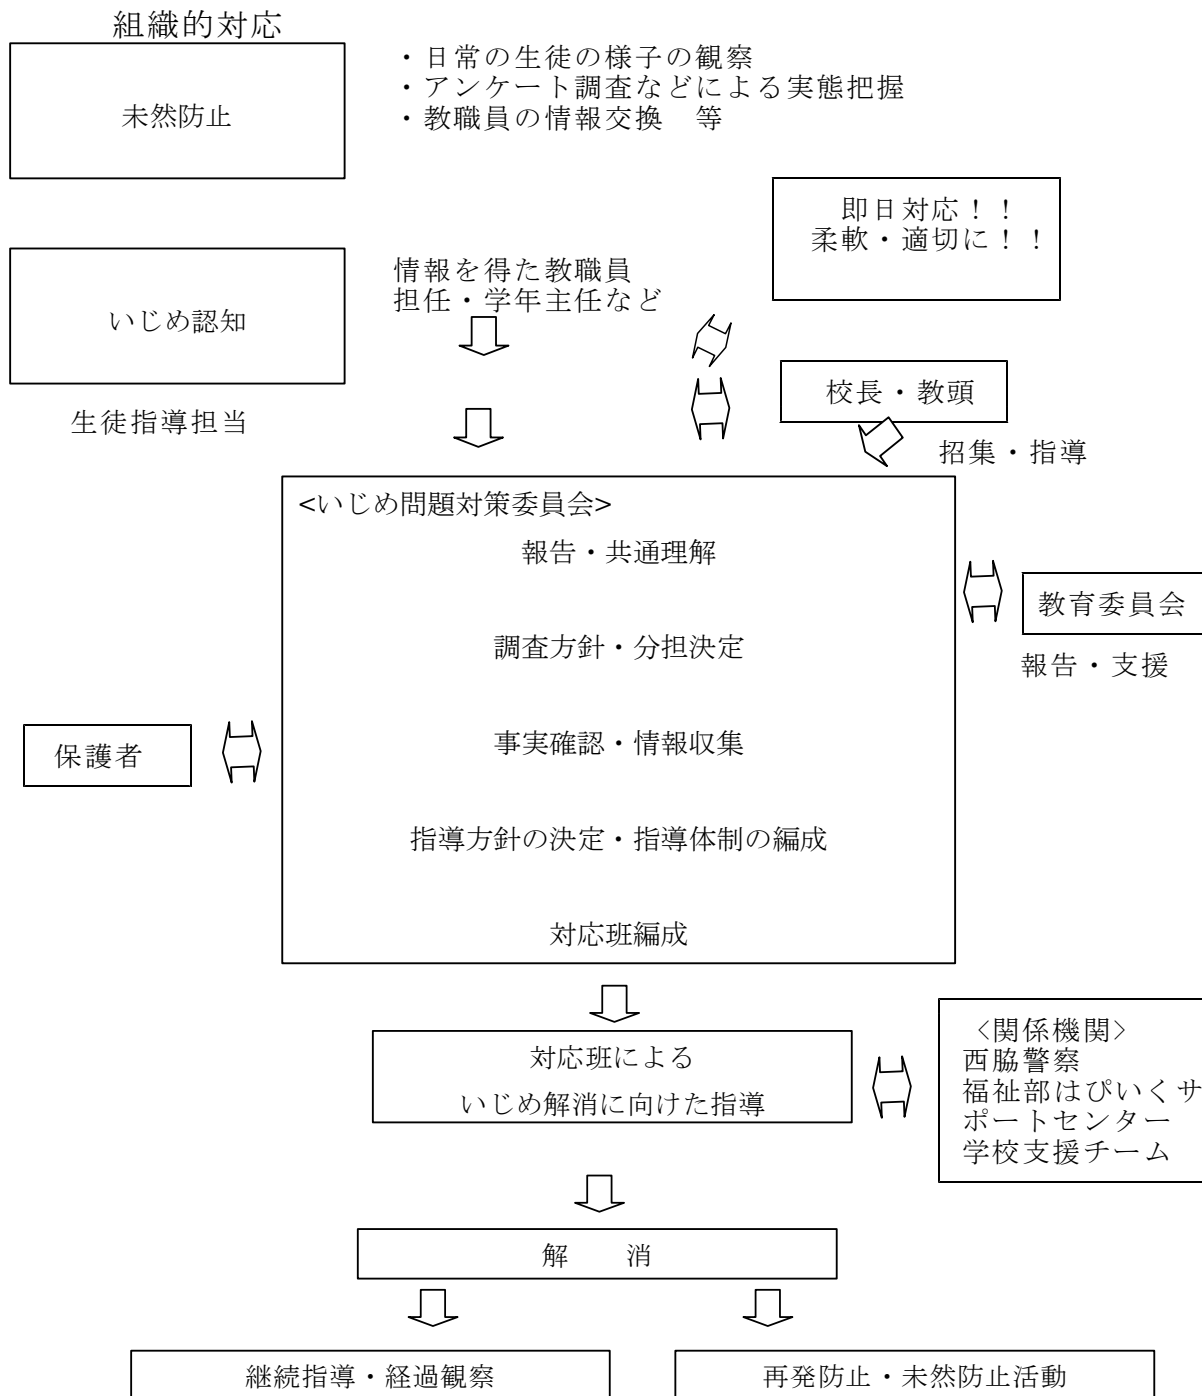 組織的対応
未然防止
・日常の生徒の様子の観察
・アンケート調査などによる実態把握
・教職員の情報交換　等
即日対応！！
柔軟・適切に！！
いじめ認知
情報を得た教職員
担任・学年主任など
校長・教頭
生徒指導担当
招集・指導
<いじめ問題対策委員会>
報告・共通理解
調査方針・分担決定
事実確認・情報収集
指導方針の決定・指導体制の編成
対応班編成
教育委員会
報告・支援
保護者
対応班による
いじめ解消に向けた指導
〈関係機関〉
西脇警察
福祉部はぴいくサ
ポートセンター
学校支援チーム
解　　消
継続指導・経過観察
再発防止・未然防止活動